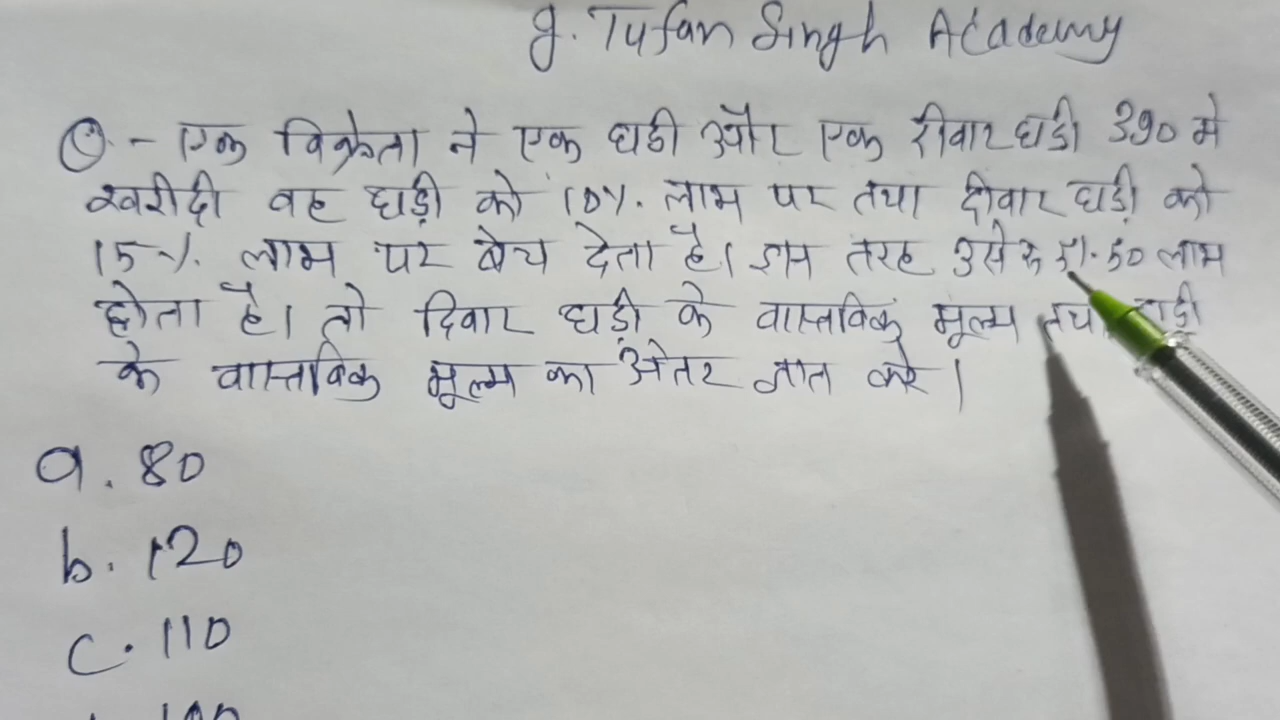 J. Tufan Singh Academy
Q. - एक विक्रेता ने एक घडी और एक दीवार घडी 390 मे
खरीदी वह घड़ी को 10%. लाभ पर तथा दीवार घड़ी को
15%. लाभ पर बेच देता है। इस तरह उसे रु 51.50 लाभ
होता है। तो दिवार घड़ी के वास्तविक मूल्य तथा घड़ी
के वास्तविक मूल्य का अंतर ज्ञात करे।
a. 80
b. 120
c. 110